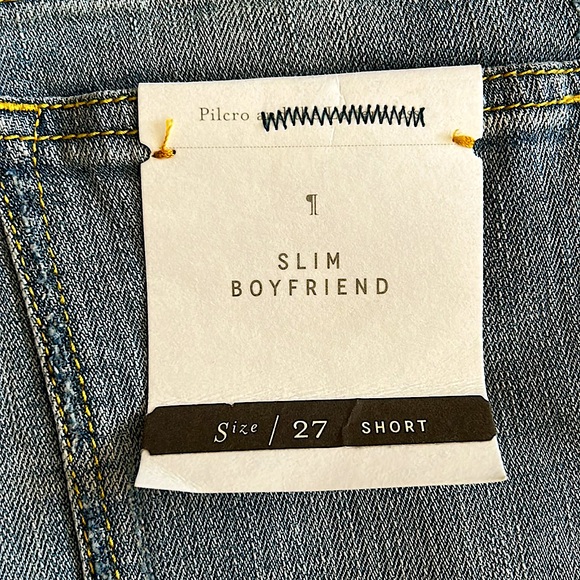 Pilcro
¶
SLIM
BOYFRIEND
Size / 27 SHORT